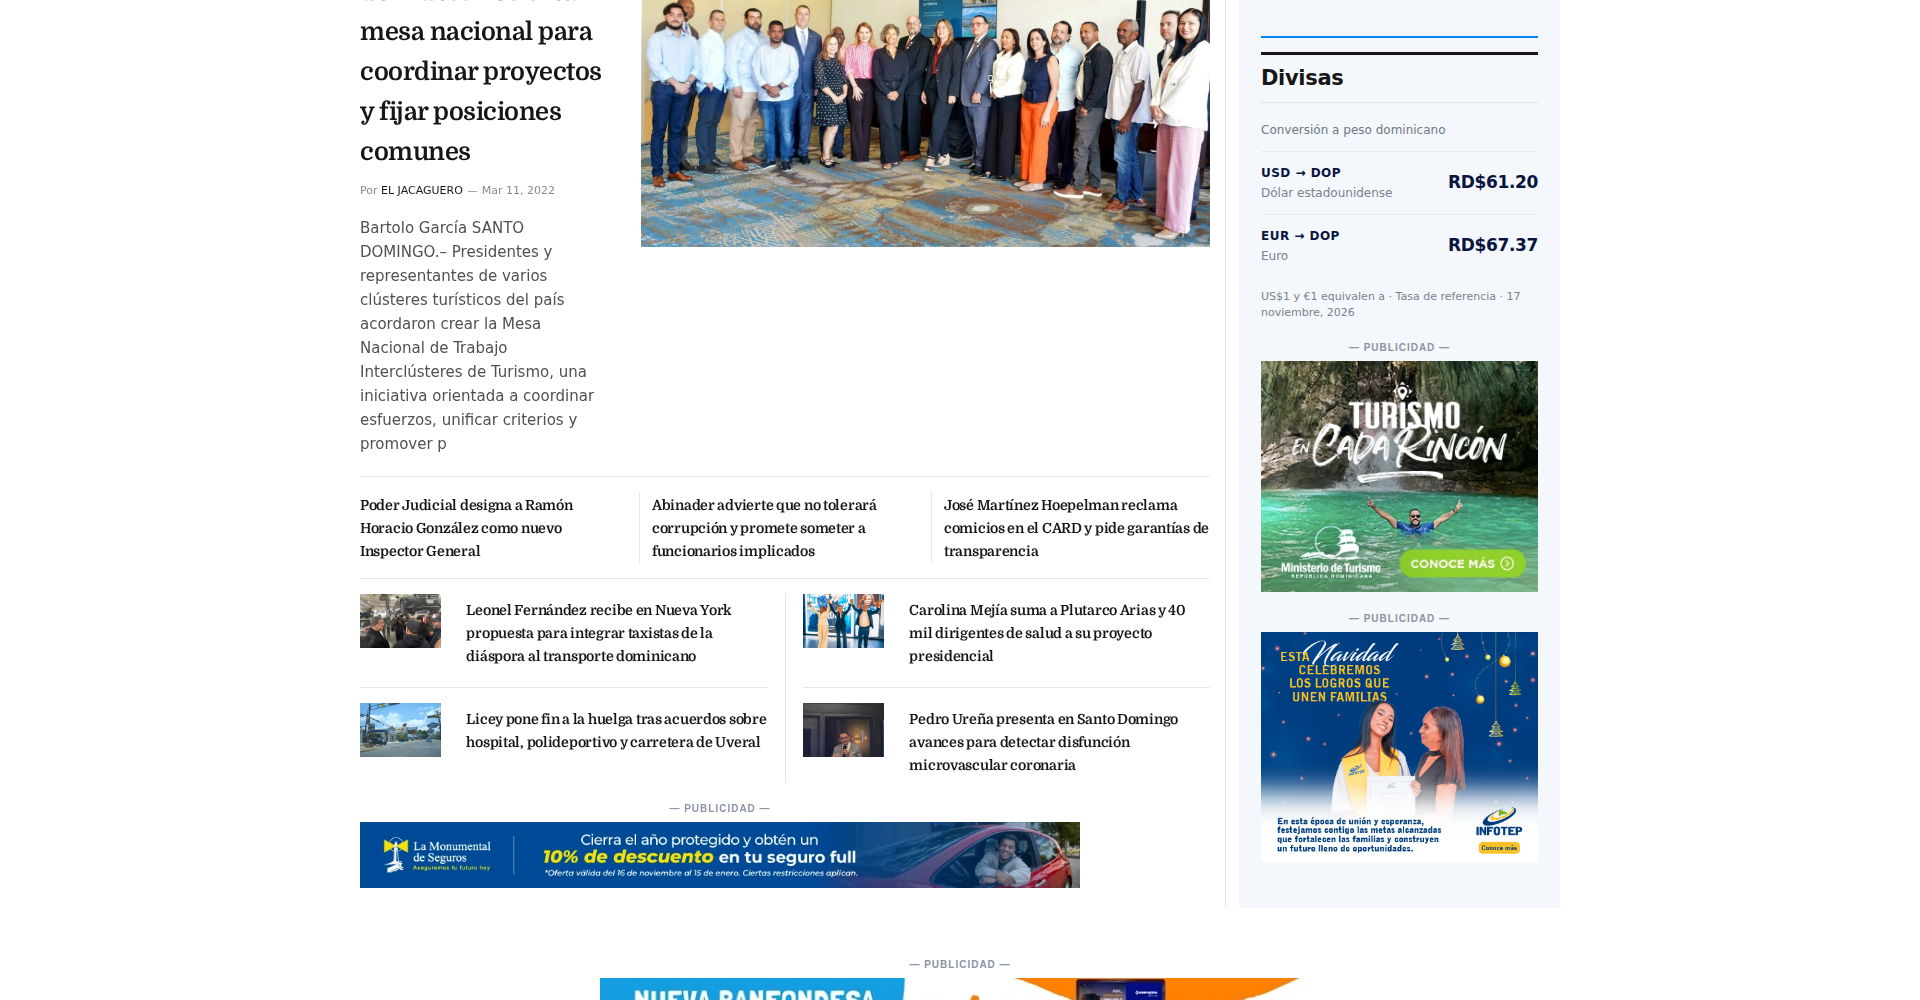 mesa nacional para
coordinar proyectos
y fijar posiciones
comunes
Por EL JACAGUERO — Mar 11, 2022
Bartolo García SANTO
DOMINGO.– Presidentes y
representantes de varios
clústeres turísticos del país
acordaron crear la Mesa
Nacional de Trabajo
Interclústeres de Turismo, una
iniciativa orientada a coordinar
esfuerzos, unificar criterios y
promover p
Poder Judicial designa a Ramón
Horacio González como nuevo
Inspector General
Abinader advierte que no tolerará
corrupción y promete someter a
funcionarios implicados
José Martínez Hoepelman reclama
comicios en el CARD y pide garantías de
transparencia
Leonel Fernández recibe en Nueva York
propuesta para integrar taxistas de la
diáspora al transporte dominicano
Carolina Mejía suma a Plutarco Arias y 40
mil dirigentes de salud a su proyecto
presidencial
Licey pone fin a la huelga tras acuerdos sobre
hospital, polideportivo y carretera de Uveral
Pedro Ureña presenta en Santo Domingo
avances para detectar disfunción
microvascular coronaria
— PUBLICIDAD —
La Monumental
de Seguros
Aseguramos tu futuro hoy
Cierra el año protegido y obtén un
10% de descuento en tu seguro full
*Oferta válida del 16 de noviembre al 15 de enero. Ciertas restricciones aplican.
Divisas
Conversión a peso dominicano
USD → DOP
Dólar estadounidense
RD$61.20
EUR → DOP
Euro
RD$67.37
US$1 y €1 equivalen a · Tasa de referencia · 17
noviembre, 2026
— PUBLICIDAD —
TURISMO
EN CADA RINCÓN
Ministerio de Turismo
REPÚBLICA DOMINICANA
CONOCE MÁS
— PUBLICIDAD —
ESTA Navidad
CELEBREMOS
LOS LOGROS QUE
UNEN FAMILIAS
En esta época de unión y esperanza,
festejamos contigo las metas alcanzadas
que fortalecen las familias y construyen
un futuro lleno de oportunidades.
INFOTEP
Conoce más
— PUBLICIDAD —
NUEVA BANFONDESA